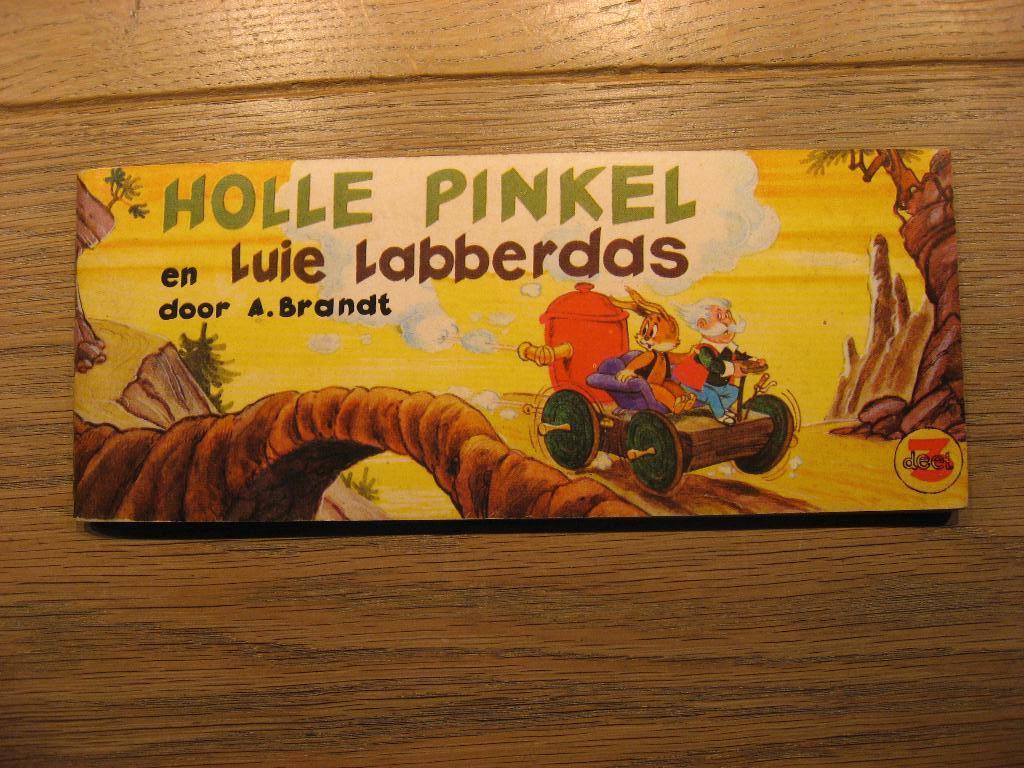 HOLLE PINKEL
en Luie Labberdas
door A. Brandt
3
deel